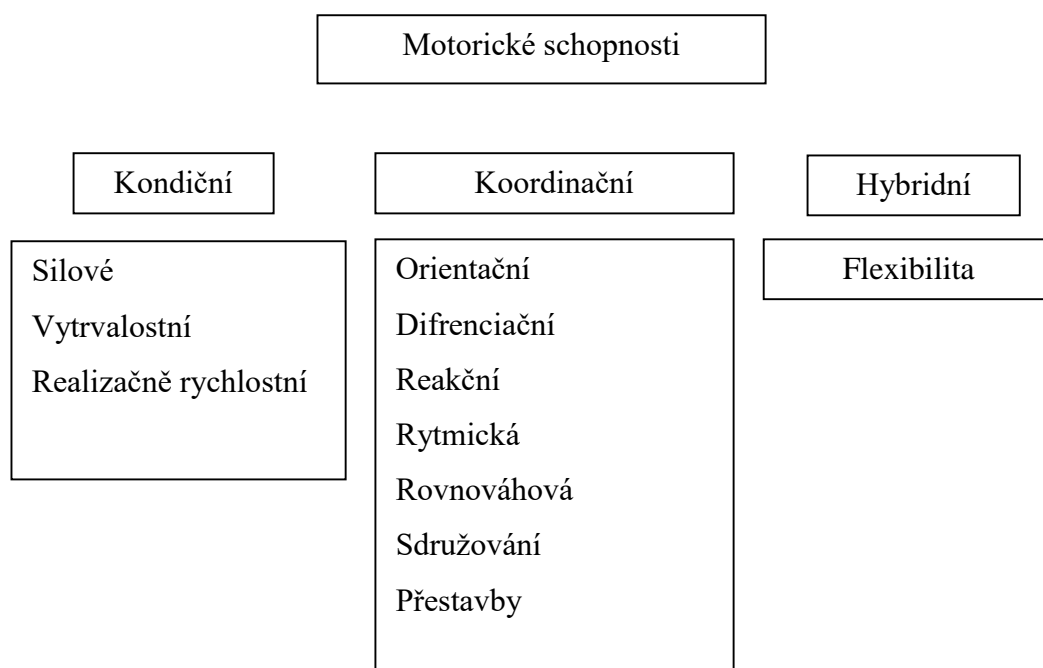 Motorické schopnosti
Kondiční
Koordinační
Hybridní
Silové
Vytrvalostní
Realizačně rychlostní
Orientační
Difrenciační
Reakční
Rytmická
Rovnováhová
Sdružování
Přestavby
Flexibilita